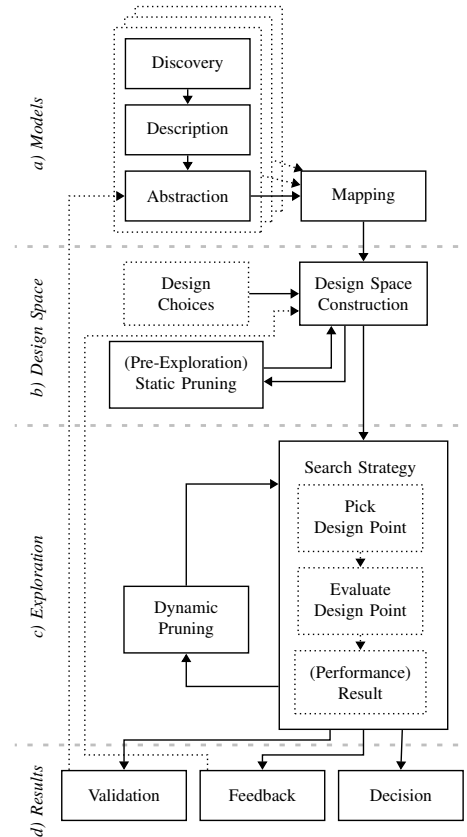 a) Models
Discovery
Description
Abstraction
Mapping
b) Design Space
Design
Choices
Design Space
Construction
(Pre-Exploration)
Static Pruning
c) Exploration
Search Strategy
Pick
Design Point
Evaluate
Design Point
Dynamic
Pruning
(Performance)
Result
d) Results
Validation
Feedback
Decision